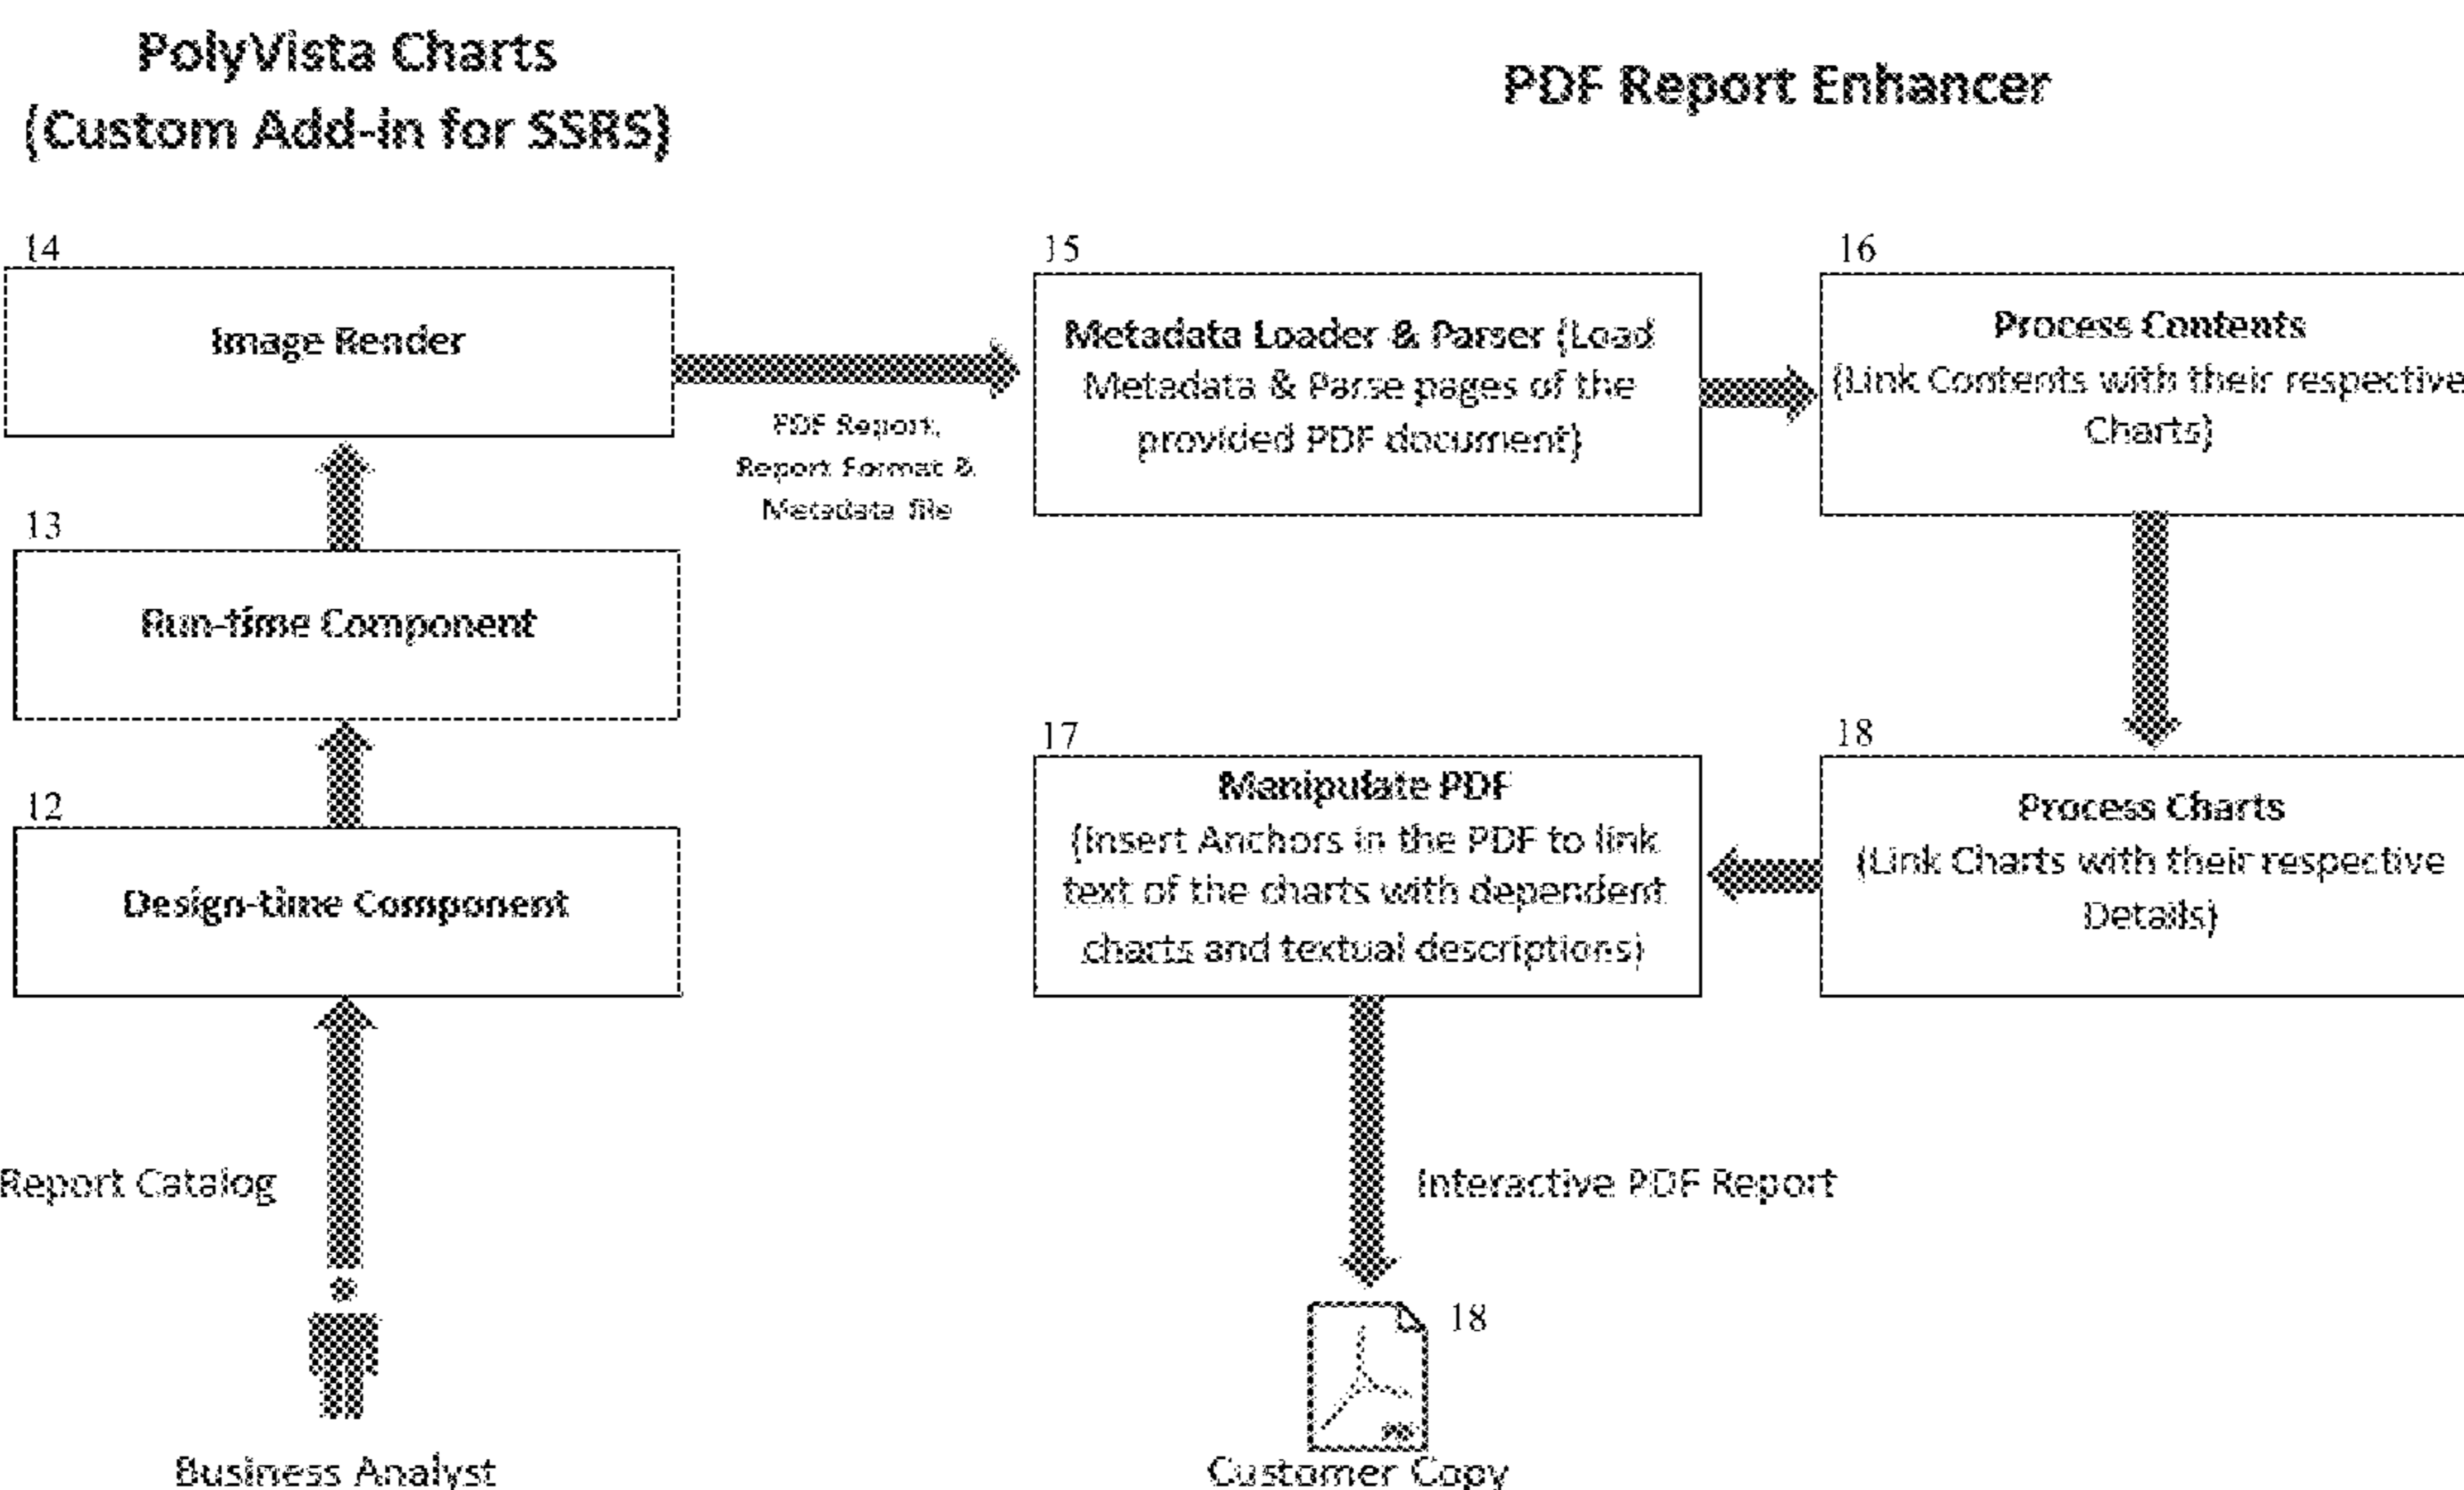 PolyVista Charts
(Custom Add-in for SSRS)
PDF Report Enhancer
14
Image Render
PDF Report,
Report Format &
Metadata file
15
Metadata Loader & Parser (Load
Metadata & Parse pages of the
provided PDF document)
16
Process Contents
(Link Contents with their respective
Charts)
13
Run-time Component
12
Design-time Component
17
Manipulate PDF
(Insert Anchors in the PDF to link
text of the charts with dependent
charts and textual descriptions)
18
Process Charts
(Link Charts with their respective
Details)
Report Catalog
Interactive PDF Report
18
PDF
Business Analyst
Customer Copy